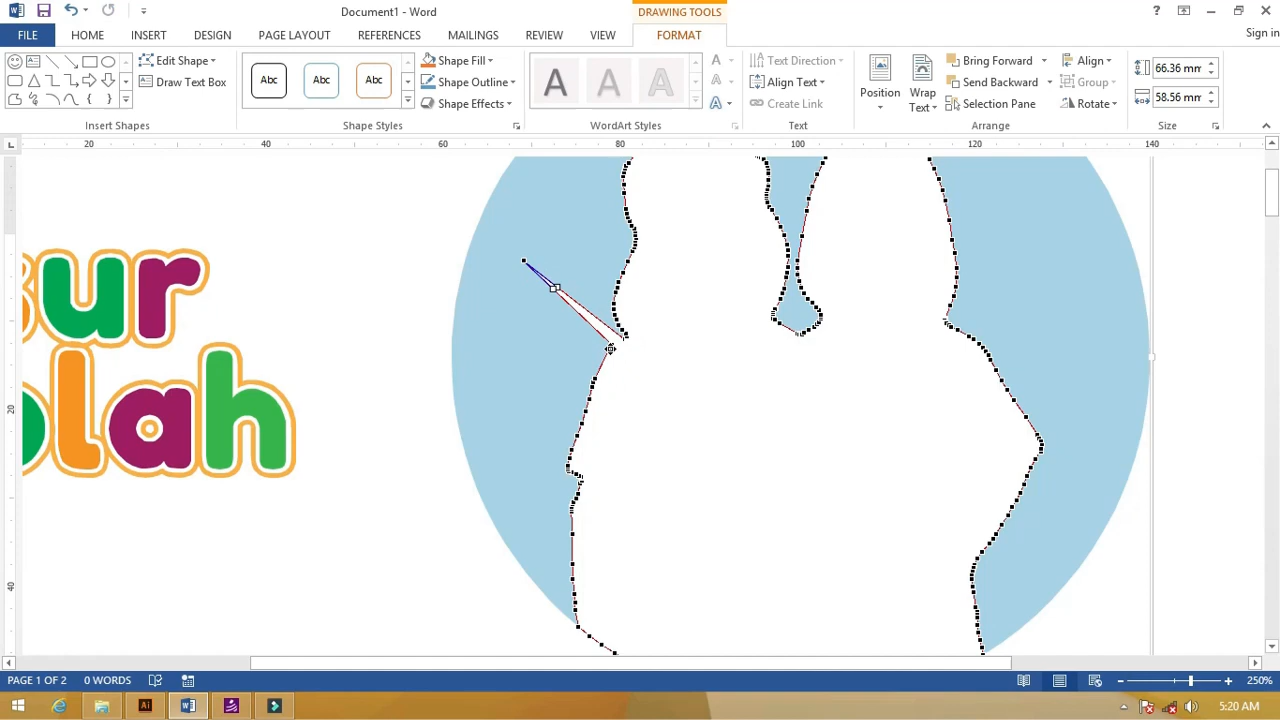 Document1 - Word
DRAWING TOOLS
?
FILE HOME INSERT DESIGN PAGE LAYOUT REFERENCES MAILINGS REVIEW VIEW FORMAT Sign in
Edit Shape
Draw Text Box
Insert Shapes
Abc Abc Abc
Shape Fill
Shape Outline
Shape Effects
Shape Styles
A A A
WordArt Styles
Text Direction
Align Text
Create Link
Text
Position
Wrap Text
Bring Forward
Send Backward
Selection Pane
Align
Group
Rotate
Arrange
66.36 mm
58.56 mm
Size
20 40 60 80 100 120 140
20
40
ur
lah
PAGE 1 OF 2 0 WORDS 250%
Ai
5:20 AM